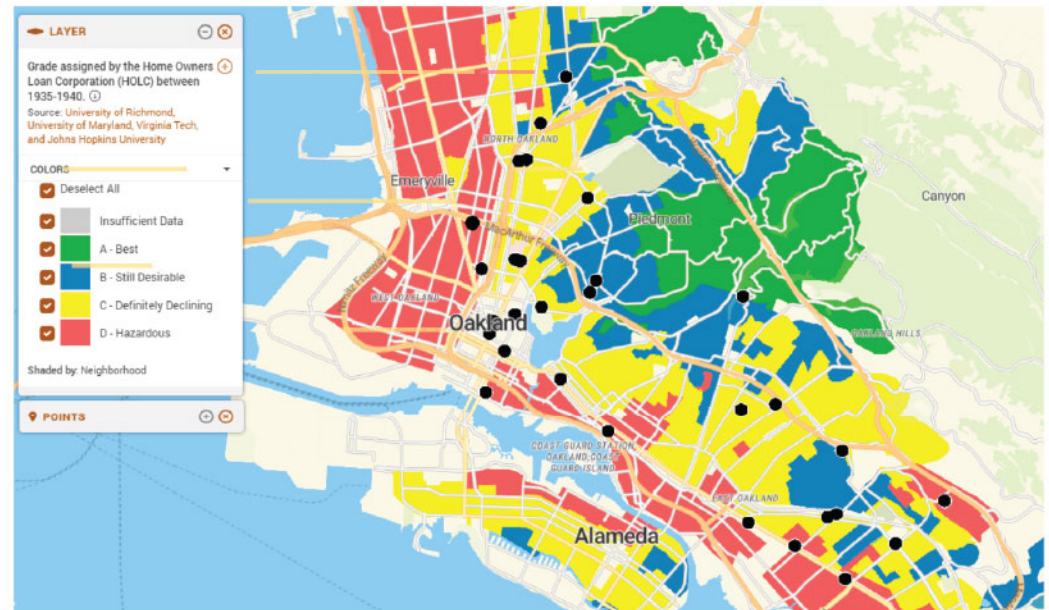 LAYER
Grade assigned by the Home Owners
Loan Corporation (HOLC) between
1935-1940.
Source: University of Richmond,
University of Maryland, Virginia Tech,
and Johns Hopkins University
COLORS
Deselect All
Insufficient Data
A - Best
B - Still Desirable
C - Definitely Declining
D - Hazardous
Shaded by: Neighborhood
POINTS
NORTH OAKLAND
Emeryville
Canyon
Piedmont
MacArthur Freeway
Nimitz Freeway
WEST OAKLAND
Oakland
OAKLAND HILLS
COAST GUARD STATION
OAKLAND;COAST
GUARD ISLAND
EAST OAKLAND
Alameda